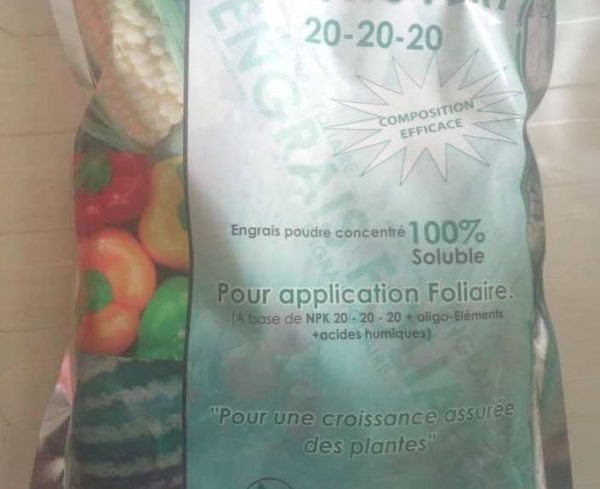 20-20-20
COMPOSITION
EFFICACE
Engrais poudre concentré 100%
Soluble
Pour application Foliaire.
(A base de NPK 20 - 20 - 20 + oligo-Eléments
+acides humiques)
"Pour une croissance assurée
des plantes"
ENGRAIS FOLIAIRE